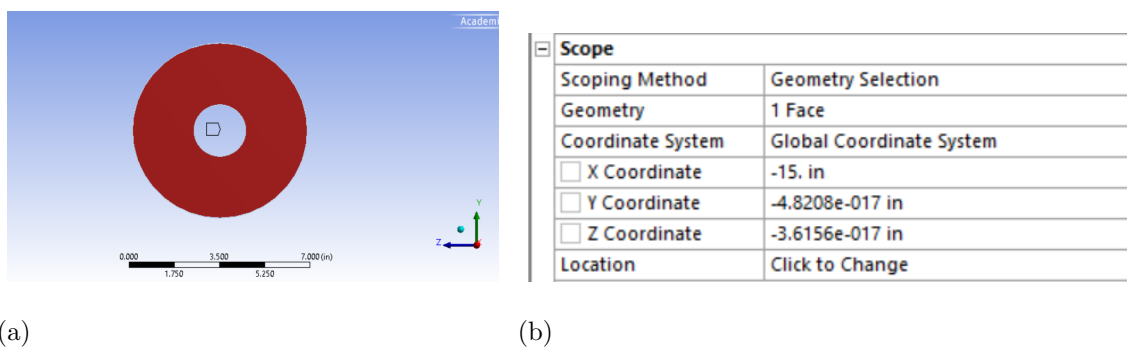 Academi
Y
Z
0.000 3.500 7.000 (in)
1.750 5.250
Scope
Scoping Method Geometry Selection
Geometry 1 Face
Coordinate System Global Coordinate System
X Coordinate -15. in
Y Coordinate -4.8208e-017 in
Z Coordinate -3.6156e-017 in
Location Click to Change
(a) (b)